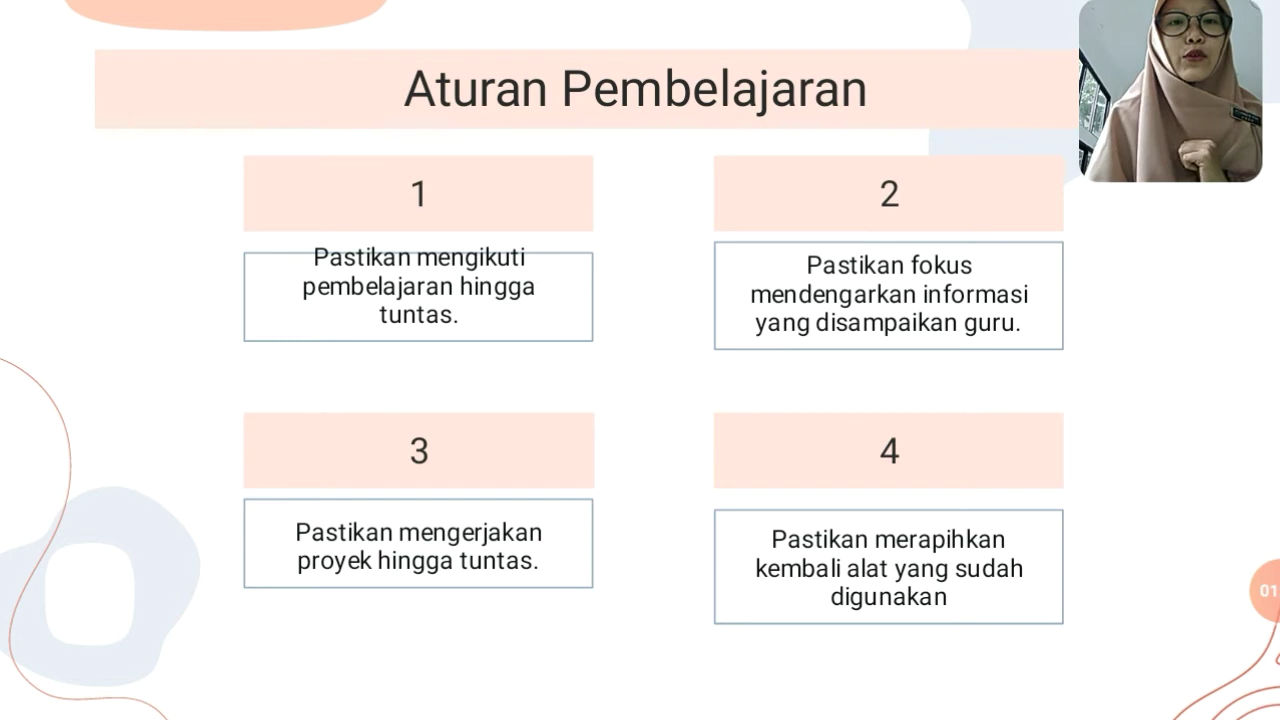 Aturan Pembelajaran
1
Pastikan mengikuti
pembelajaran hingga
tuntas.
2
Pastikan fokus
mendengarkan informasi
yang disampaikan guru.
3
Pastikan mengerjakan
proyek hingga tuntas.
4
Pastikan merapihkan
kembali alat yang sudah
digunakan
01